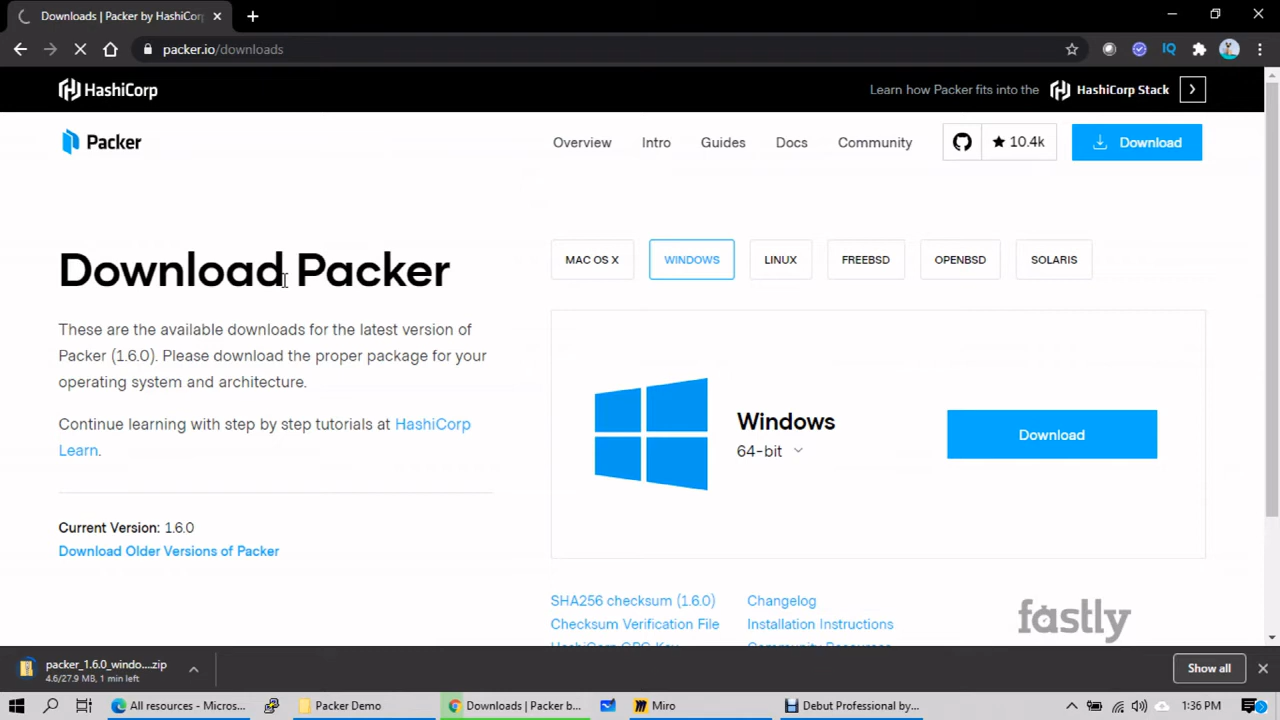 Downloads | Packer by HashiCorp
packer.io/downloads
IQ
HashiCorp
Learn how Packer fits into the HashiCorp Stack
Packer
Overview Intro Guides Docs Community 10.4k Download
MAC OS X WINDOWS LINUX FREEBSD OPENBSD SOLARIS
Download Packer
These are the available downloads for the latest version of
Packer (1.6.0). Please download the proper package for your
operating system and architecture.
Continue learning with step by step tutorials at HashiCorp
Learn.
Current Version: 1.6.0
Download Older Versions of Packer
Windows
64-bit
Download
SHA256 checksum (1.6.0) Changelog
Checksum Verification File Installation Instructions
HashiCorp GPG Key Community Resources
fastly
packer_1.6.0_windo....zip
4.6/27.9 MB, 1 min left
Show all
All resources - Micros... Packer Demo Downloads | Packer b... Miro Debut Professional by... 1:36 PM